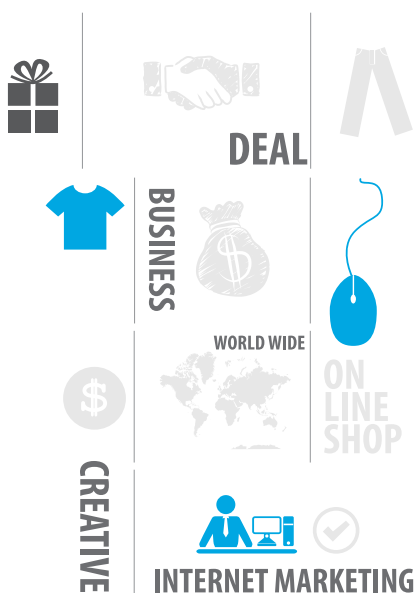 DEAL
BUSINESS
$
WORLD WIDE
$
ON
LINE
SHOP
CREATIVE
INTERNET MARKETING